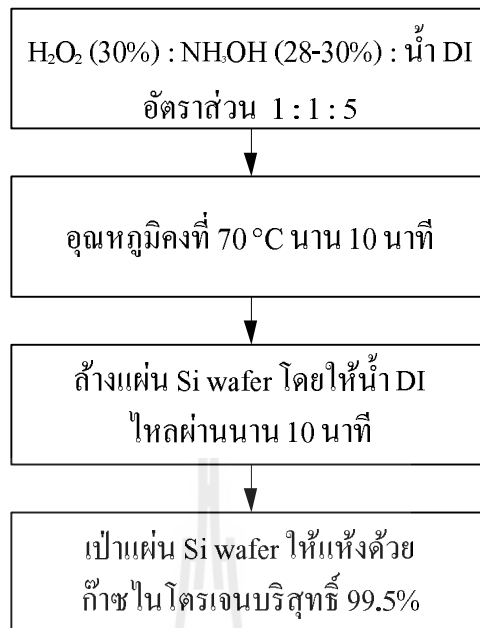 H₂O₂ (30%) : NH₃OH (28-30%) : น้ำ DI
อัตราส่วน 1 : 1 : 5
อุณหภูมิคงที่ 70 °C นาน 10 นาที
ล้างแผ่น Si wafer โดยให้น้ำ DI
ไหลผ่านนาน 10 นาที
เป่าแผ่น Si wafer ให้แห้งด้วย
ก๊าซไนโตรเจนบริสุทธิ์ 99.5%